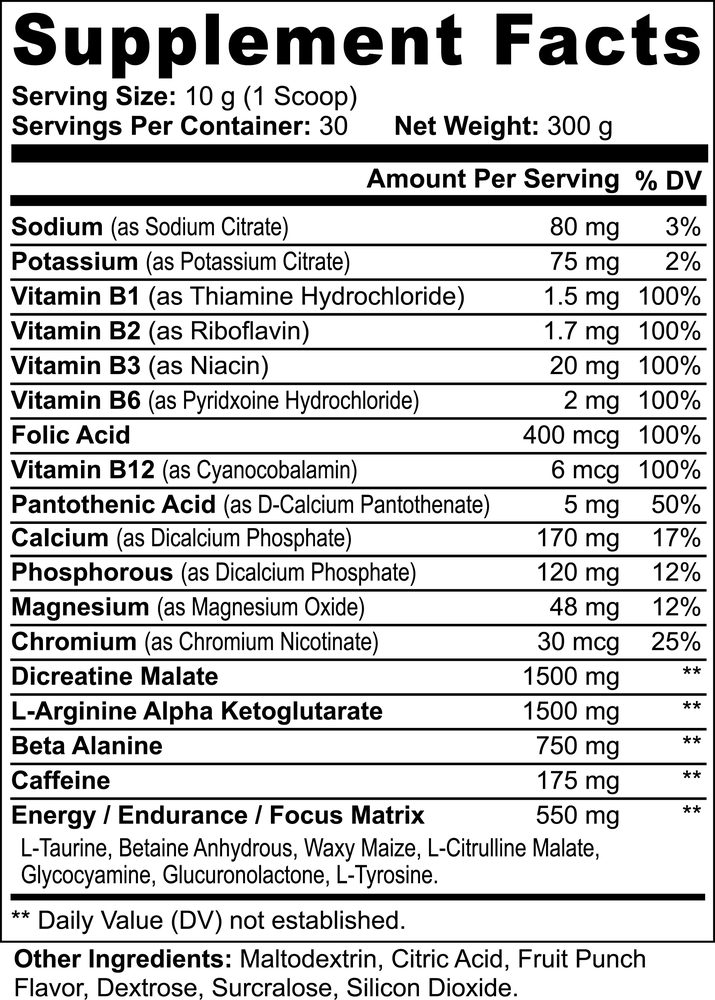 Supplement Facts
Serving Size: 10 g (1 Scoop)
Servings Per Container: 30 Net Weight: 300 g
Amount Per Serving % DV
Sodium (as Sodium Citrate) 80 mg 3%
Potassium (as Potassium Citrate) 75 mg 2%
Vitamin B1 (as Thiamine Hydrochloride) 1.5 mg 100%
Vitamin B2 (as Riboflavin) 1.7 mg 100%
Vitamin B3 (as Niacin) 20 mg 100%
Vitamin B6 (as Pyridxoine Hydrochloride) 2 mg 100%
Folic Acid 400 mcg 100%
Vitamin B12 (as Cyanocobalamin) 6 mcg 100%
Pantothenic Acid (as D-Calcium Pantothenate) 5 mg 50%
Calcium (as Dicalcium Phosphate) 170 mg 17%
Phosphorous (as Dicalcium Phosphate) 120 mg 12%
Magnesium (as Magnesium Oxide) 48 mg 12%
Chromium (as Chromium Nicotinate) 30 mcg 25%
Dicreatine Malate 1500 mg **
L-Arginine Alpha Ketoglutarate 1500 mg **
Beta Alanine 750 mg **
Caffeine 175 mg **
Energy / Endurance / Focus Matrix 550 mg **
L-Taurine, Betaine Anhydrous, Waxy Maize, L-Citrulline Malate,
Glycocyamine, Glucuronolactone, L-Tyrosine.
** Daily Value (DV) not established.
Other Ingredients: Maltodextrin, Citric Acid, Fruit Punch
Flavor, Dextrose, Surcralose, Silicon Dioxide.